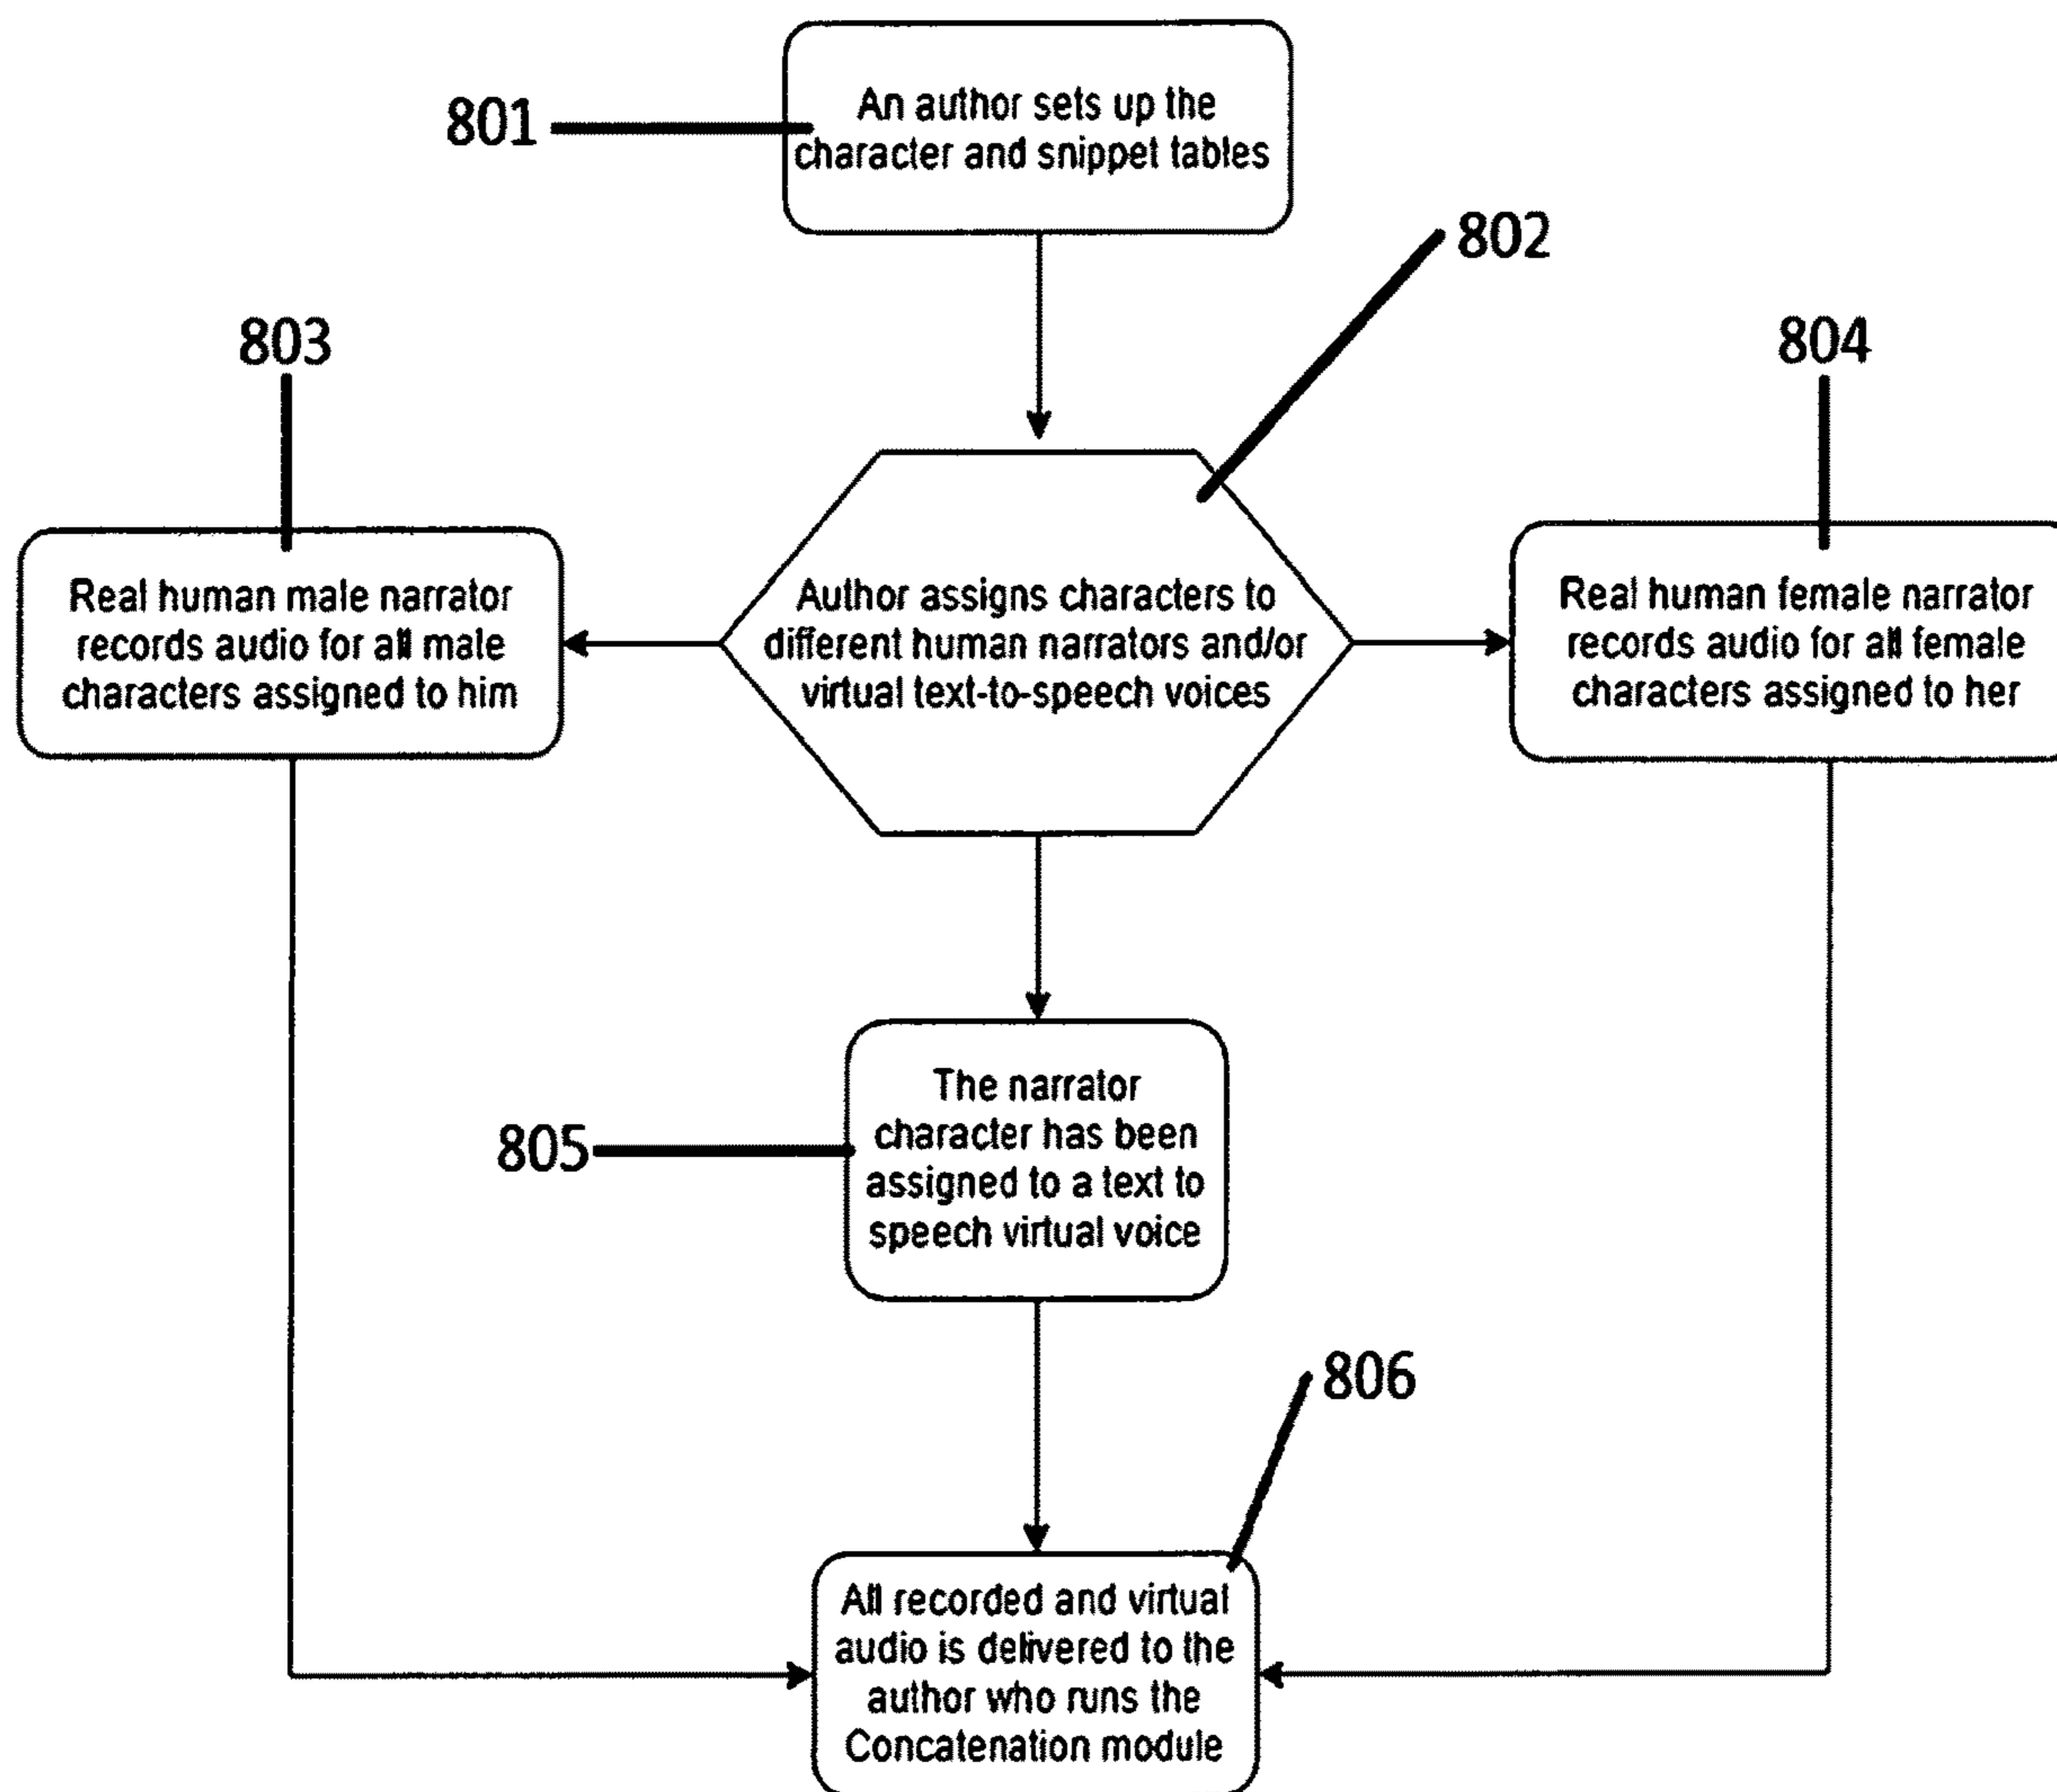 801
An author sets up the
character and snippet tables
802
803
804
Real human male narrator
records audio for all male
characters assigned to him
Author assigns characters to
different human narrators and/or
virtual text-to-speech voices
Real human female narrator
records audio for all female
characters assigned to her
805
The narrator
character has been
assigned to a text to
speech virtual voice
806
All recorded and virtual
audio is delivered to the
author who runs the
Concatenation module